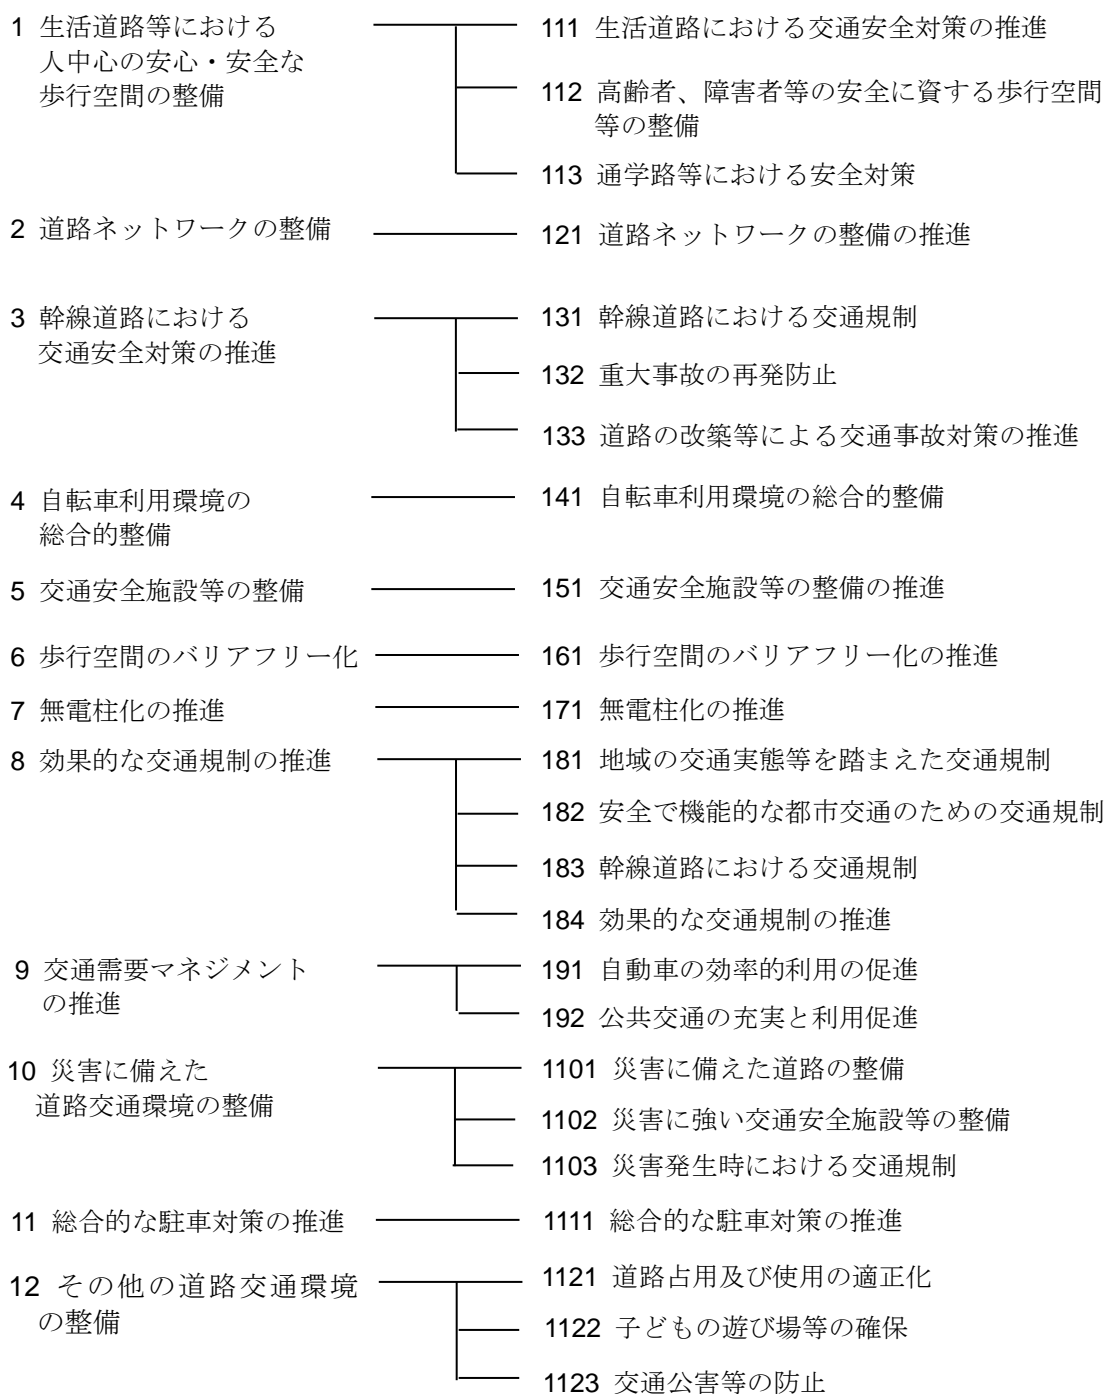 1 生活道路等における
人中心の安心・安全な
歩行空間の整備
111 生活道路における交通安全対策の推進
112 高齢者、障害者等の安全に資する歩行空間
等の整備
113 通学路等における安全対策
2 道路ネットワークの整備
121 道路ネットワークの整備の推進
3 幹線道路における
交通安全対策の推進
131 幹線道路における交通規制
132 重大事故の再発防止
133 道路の改築等による交通事故対策の推進
4 自転車利用環境の
総合的整備
141 自転車利用環境の総合的整備
5 交通安全施設等の整備
151 交通安全施設等の整備の推進
6 歩行空間のバリアフリー化
161 歩行空間のバリアフリー化の推進
7 無電柱化の推進
171 無電柱化の推進
8 効果的な交通規制の推進
181 地域の交通実態等を踏まえた交通規制
182 安全で機能的な都市交通のための交通規制
183 幹線道路における交通規制
184 効果的な交通規制の推進
9 交通需要マネジメント
の推進
191 自動車の効率的利用の促進
192 公共交通の充実と利用促進
10 災害に備えた
道路交通環境の整備
1101 災害に備えた道路の整備
1102 災害に強い交通安全施設等の整備
1103 災害発生時における交通規制
11 総合的な駐車対策の推進
1111 総合的な駐車対策の推進
12 その他の道路交通環境
の整備
1121 道路占用及び使用の適正化
1122 子どもの遊び場等の確保
1123 交通公害等の防止